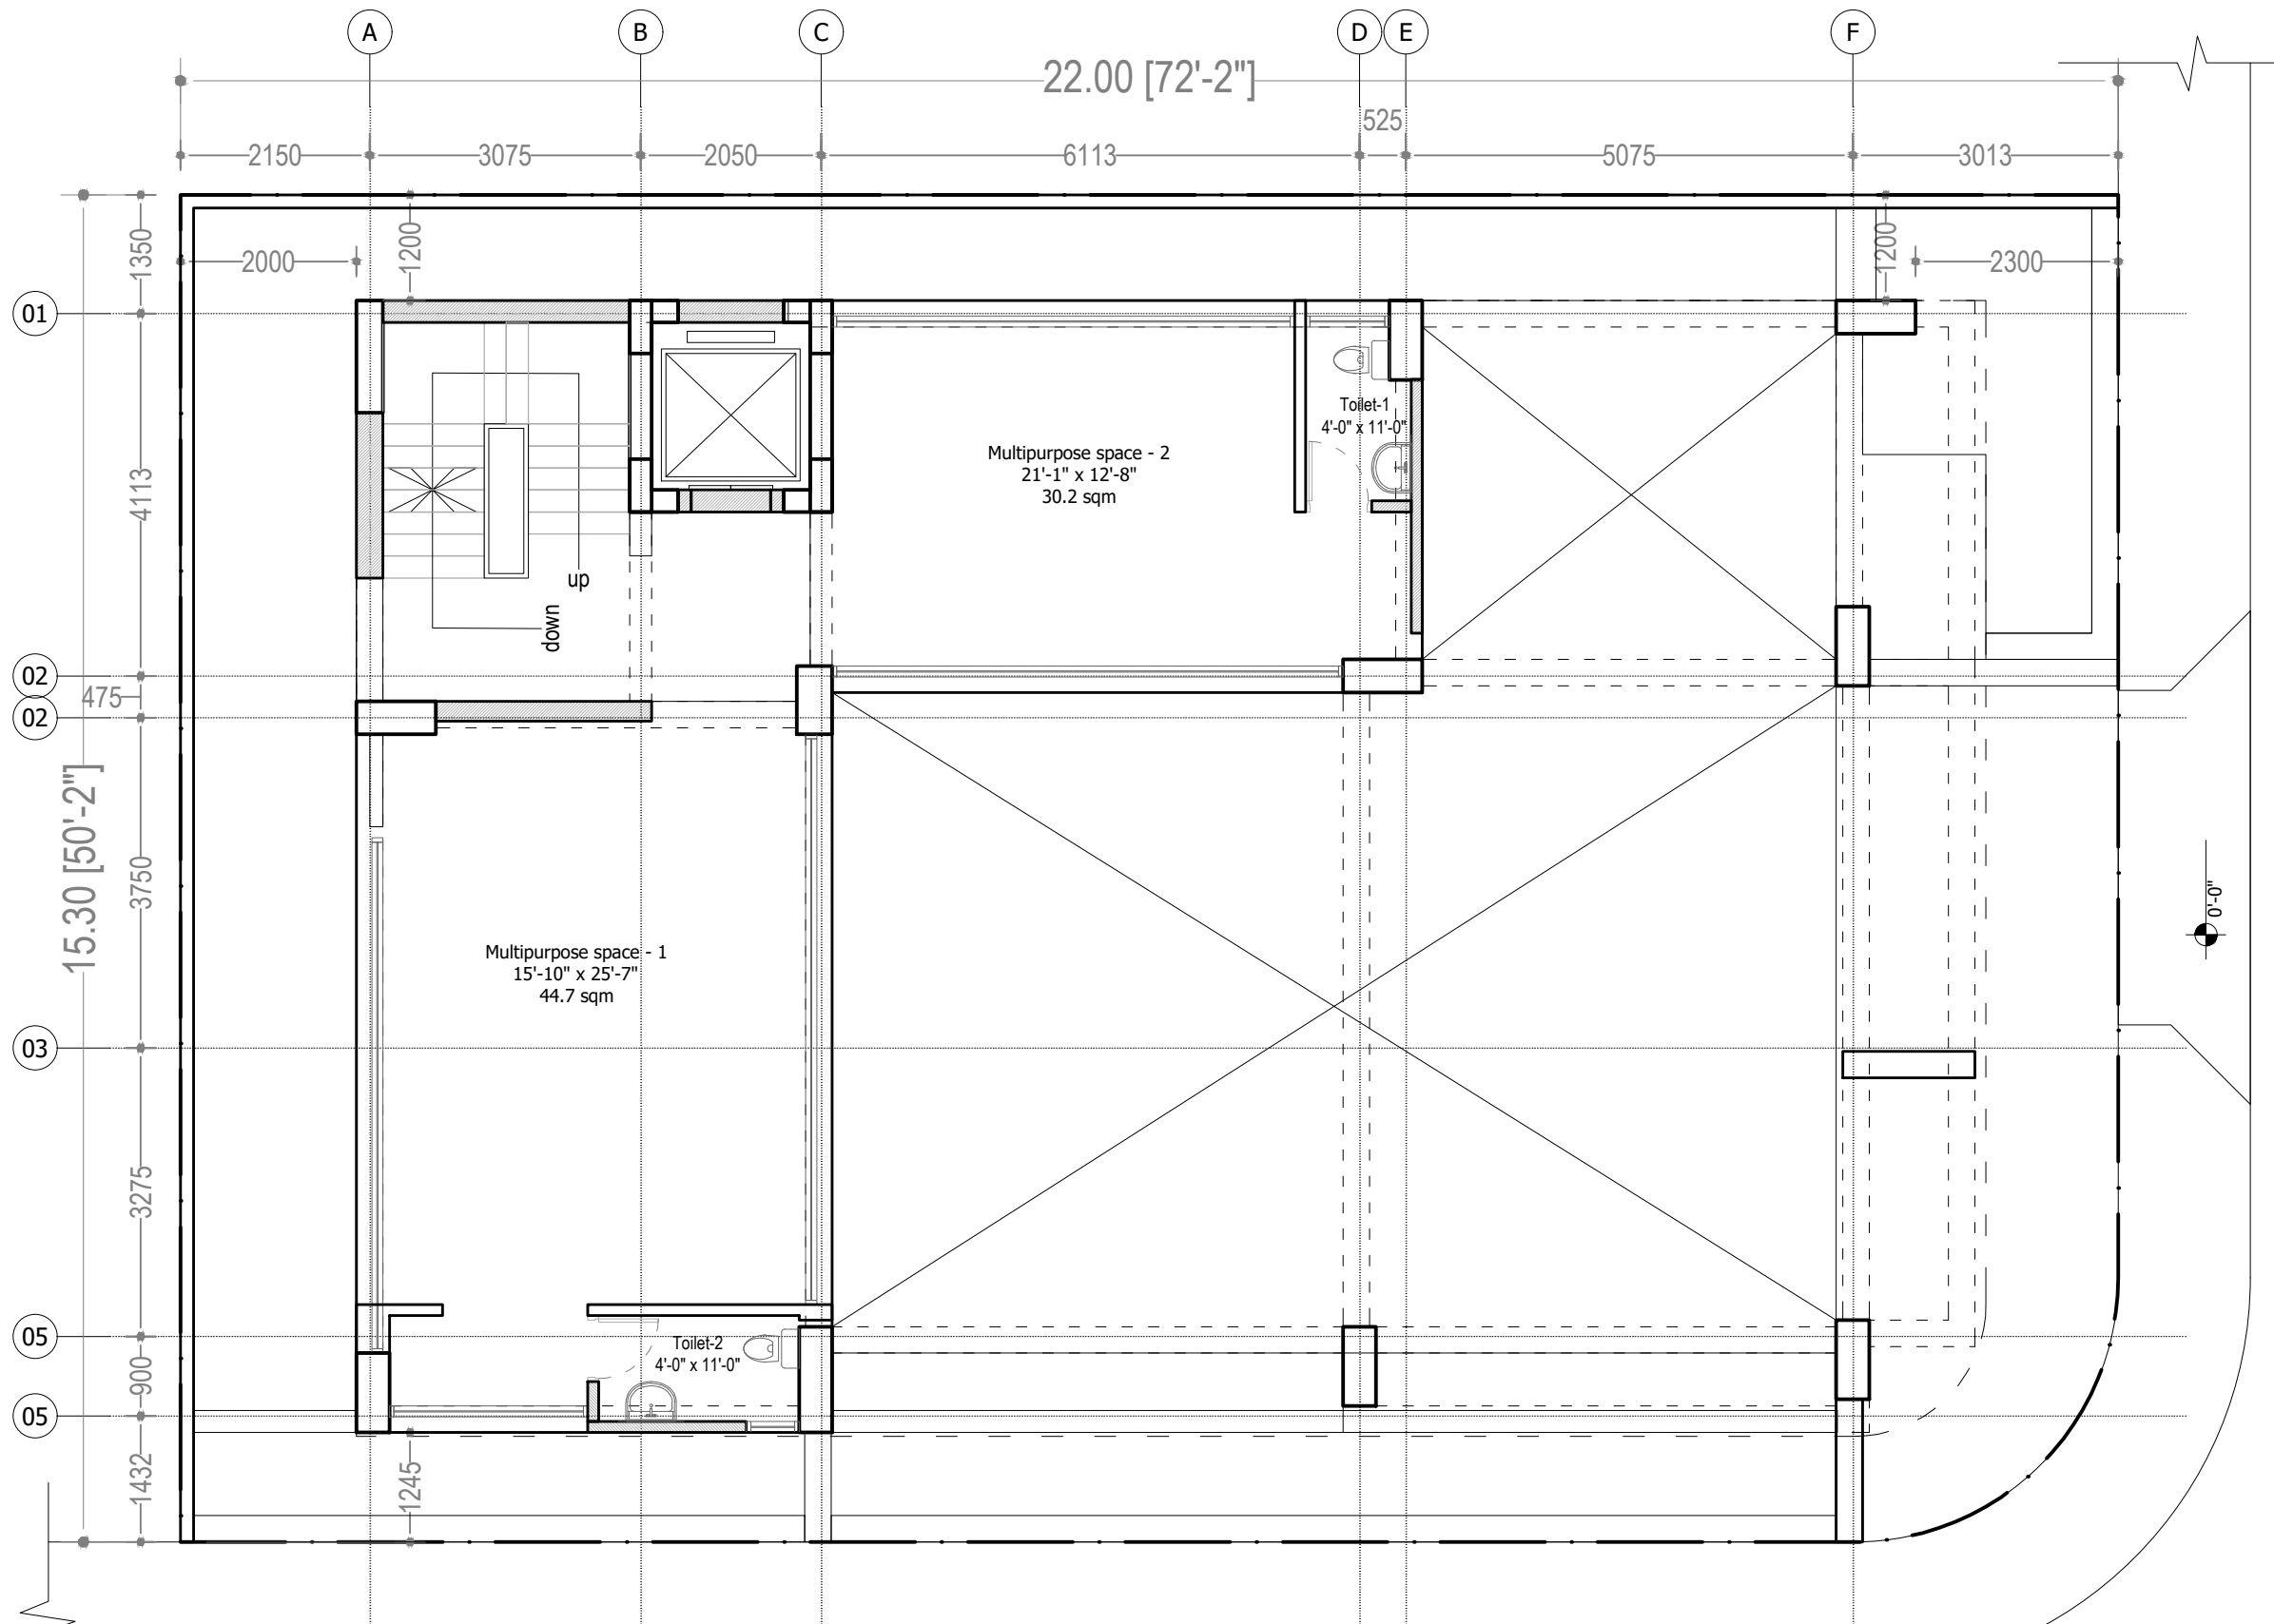 A
B
C
D
E
F
22.00 [72'-2"]
525
2150
3075
2050
6113
5075
3013
1350
1200
2000
1200
2300
01
4113
Toilet-1
4'-0" x 11'-0"
Multipurpose space - 2
21'-1" x 12'-8"
30.2 sqm
up
down
02
475
02
15.30 [50'-2"]
3750
0'-0"
Multipurpose space - 1
15'-10" x 25'-7"
44.7 sqm
03
3275
05
Toilet-2
4'-0" x 11'-0"
900
05
1432
1245